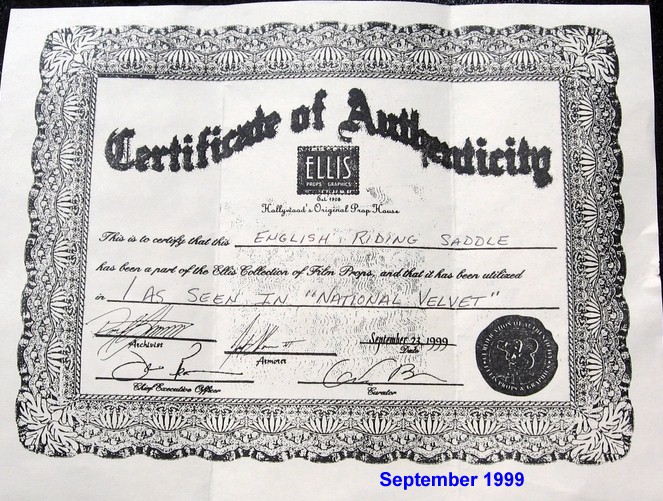 Certificate of Authenticity
ELLIS
PROPS GRAPHICS
Est. 1908
Hollywood's Original Prop House
This is to certify that this ENGLISH RIDING SADDLE
has been a part of the Ellis Collection of Film Props, and that it has been utilized
in AS SEEN IN "NATIONAL VELVET"
September 23, 1999
Archivist Armorer Date
Chief Executive Officer Curator
September 1999